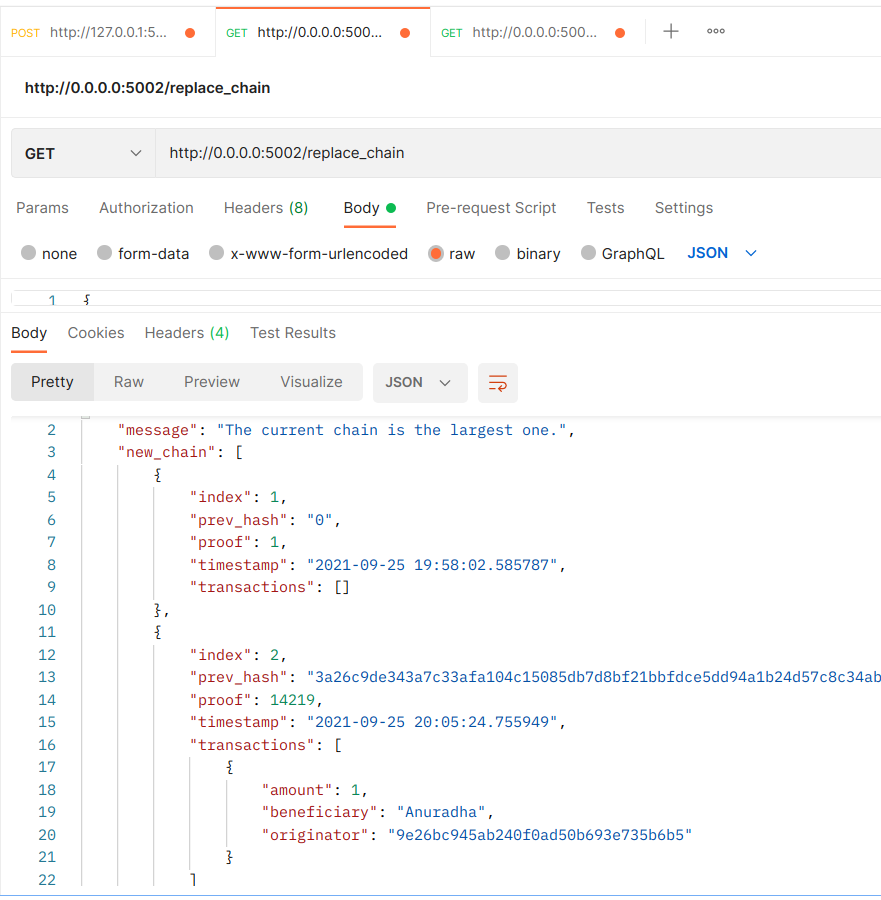 POST http://127.0.0.1:5... GET http://0.0.0.0:500... GET http://0.0.0.0:500...
http://0.0.0.0:5002/replace_chain
GET http://0.0.0.0:5002/replace_chain
Params Authorization Headers (8) Body Pre-request Script Tests Settings
none form-data x-www-form-urlencoded raw binary GraphQL JSON
1 {
Body Cookies Headers (4) Test Results
Pretty Raw Preview Visualize JSON
2 "message": "The current chain is the largest one.",
3 "new_chain": [
4 {
5 "index": 1,
6 "prev_hash": "0",
7 "proof": 1,
8 "timestamp": "2021-09-25 19:58:02.585787",
9 "transactions": []
10 },
11 {
12 "index": 2,
13 "prev_hash": "3a26c9de343a7c33afa104c15085db7d8bf21bbfdce5dd94a1b24d57c8c34ab
14 "proof": 14219,
15 "timestamp": "2021-09-25 20:05:24.755949",
16 "transactions": [
17 {
18 "amount": 1,
19 "beneficiary": "Anuradha",
20 "originator": "9e26bc945ab240f0ad50b693e735b6b5"
21 }
22 ]